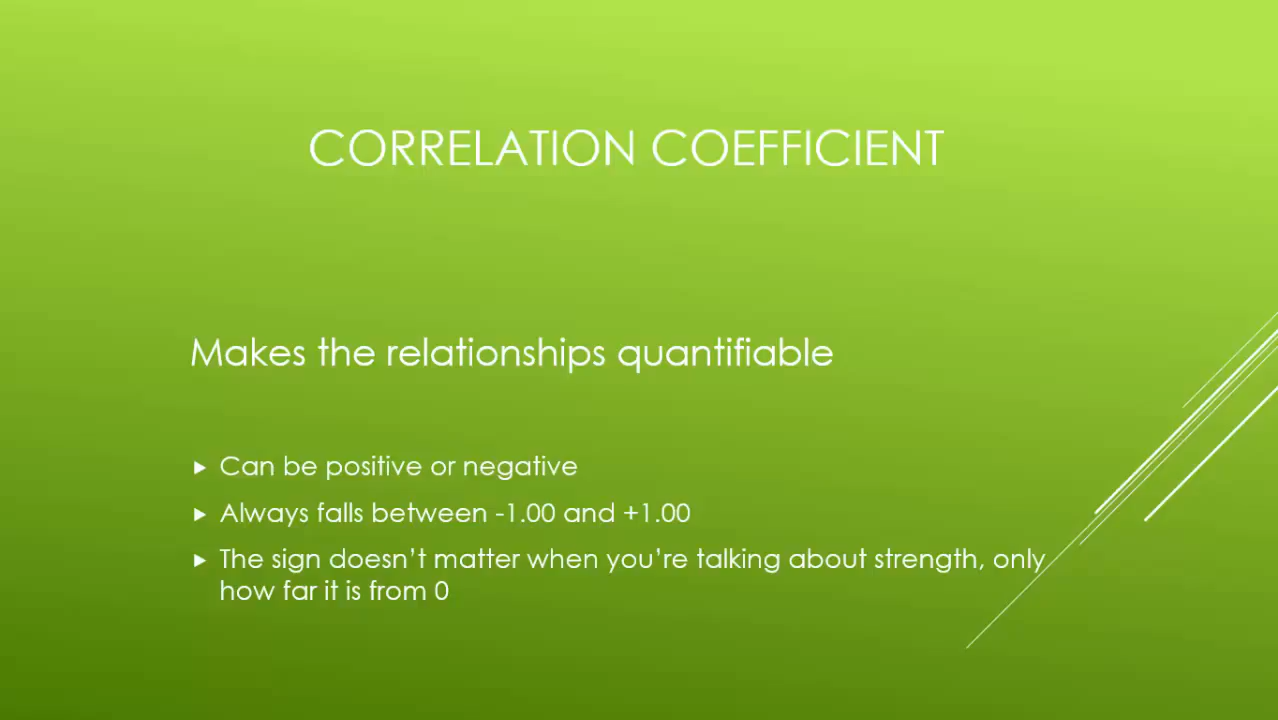 CORRELATION COEFFICIENT
Makes the relationships quantifiable
Can be positive or negative
Always falls between -1.00 and +1.00
The sign doesn’t matter when you’re talking about strength, only
how far it is from 0